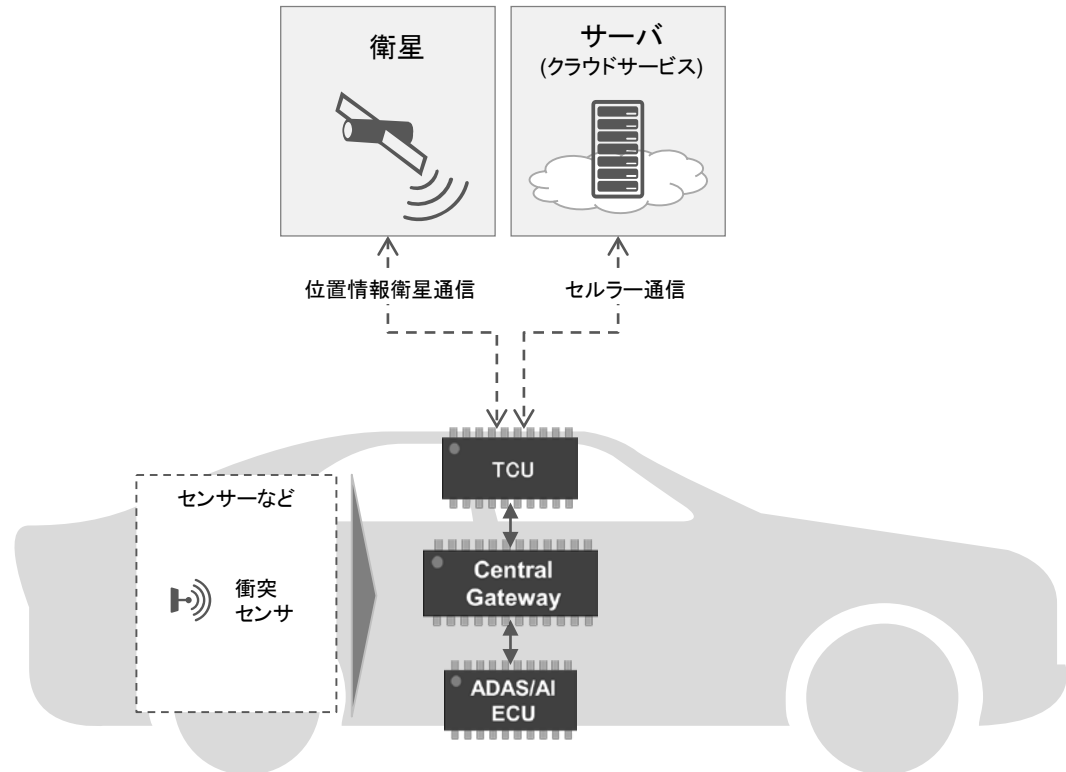 衛星
サーバ
(クラウドサービス)
位置情報衛星通信
セルラー通信
TCU
センサーなど
Central
Gateway
衝突
センサ
ADAS/AI
ECU